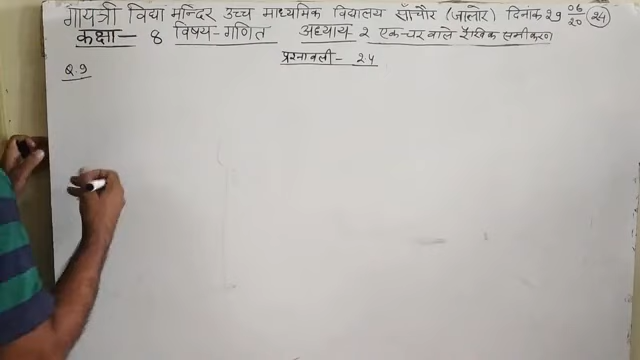 गायत्री विद्या मन्दिर उच्च माध्यमिक विद्यालय साँचौर (जालोर) दिनांक 29 06/20 (24)
कक्षा- 8 विषय-गणित अध्याय 2 एक-चर वाले रैखिक समीकरण
प्रश्नावली- 2.4
Q.9